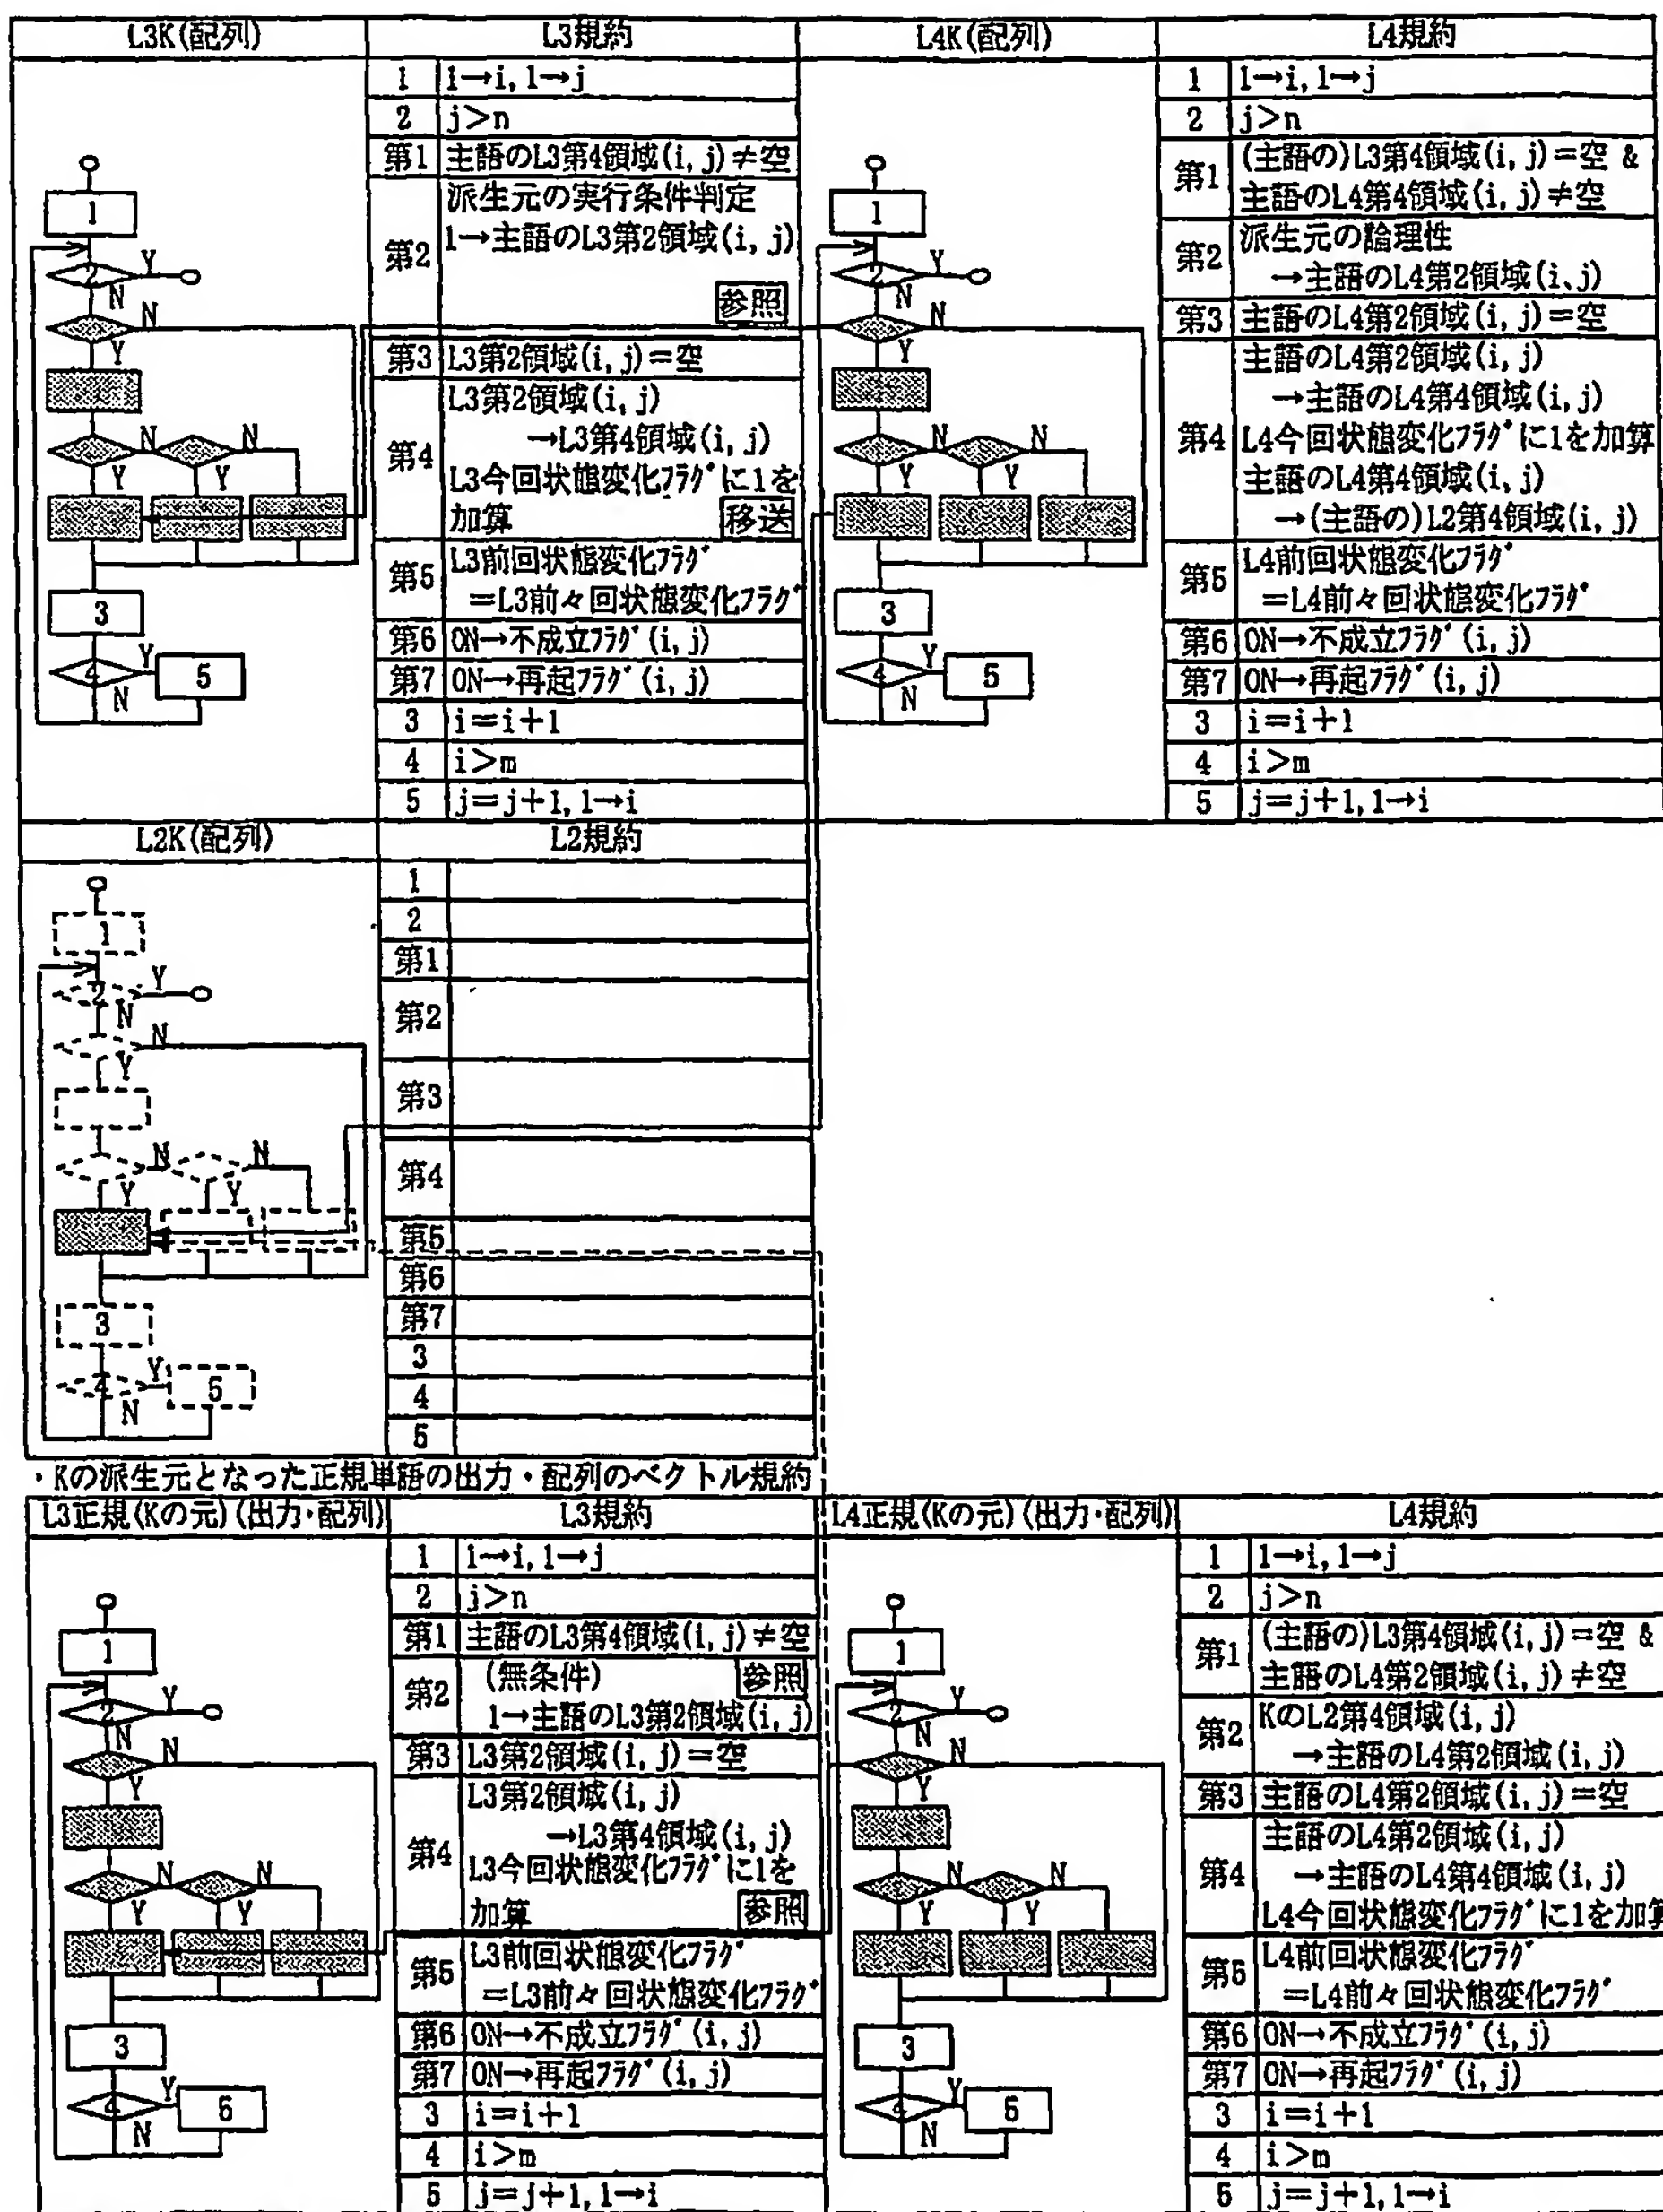 L3K(配列)
L3規約
1
1→i, 1→j
2
j>n
第1
主語のL3第4領域(i, j)≠空
第2
派生元の実行条件判定
1→主語のL3第2領域(i, j)
参照
第3
L3第2領域(i, j)=空
第4
L3第2領域(i, j)
→L3第4領域(i, j)
L3今回状態変化フラグに1を
加算
移送
第5
L3前回状態変化フラグ
=L3前々回状態変化フラグ
第6
ON→不成立フラグ(i, j)
第7
ON→再起フラグ(i, j)
3
i=i+1
4
i>m
5
j=j+1, 1→i
1
2
Y
N
N
Y
N
N
Y
Y
3
4
Y
5
N
L4K(配列)
L4規約
1
1→i, 1→j
2
j>n
第1
(主語の)L3第4領域(i, j)=空 &
主語のL4第4領域(i, j)≠空
第2
派生元の論理性
→主語のL4第2領域(i、j)
第3
主語のL4第2領域(i, j)=空
第4
主語のL4第2領域(i, j)
→主語のL4第4領域(i, j)
L4今回状態変化フラグに1を加算
主語のL4第4領域(i, j)
→(主語の)L2第4領域(i, j)
第5
L4前回状態変化フラグ
=L4前々回状態変化フラグ
第6
ON→不成立フラグ(i, j)
第7
ON→再起フラグ(i, j)
3
i=i+1
4
i>m
5
j=j+1, 1→i
1
2
Y
N
N
Y
N
N
Y
Y
3
4
Y
5
N
L2K(配列)
L2規約
1
2
第1
第2
第3
第4
第5
第6
第7
3
4
5
1
2
Y
N
N
Y
N
N
Y
Y
3
4
Y
5
N
・Kの派生元となった正規単語の出力・配列のベクトル規約
L3正規(Kの元)(出力・配列)
L3規約
1
1→i, 1→j
2
j>n
第1
主語のL3第4領域(i, j)≠空
第2
(無条件)
参照
1→主語のL3第2領域(i, j)
第3
L3第2領域(i, j)=空
第4
L3第2領域(i, j)
→L3第4領域(i, j)
L3今回状態変化フラグに1を
加算
参照
第5
L3前回状態変化フラグ
=L3前々回状態変化フラグ
第6
ON→不成立フラグ(i, j)
第7
ON→再起フラグ(i, j)
3
i=i+1
4
i>m
5
j=j+1, 1→i
1
2
Y
N
N
Y
N
N
Y
Y
3
4
Y
5
N
L4正規(Kの元)(出力・配列)
L4規約
1
1→i, 1→j
2
j>n
第1
(主語の)L3第4領域(i, j)=空 &
主語のL4第2領域(i, j)≠空
第2
KのL2第4領域(i, j)
→主語のL4第2領域(i, j)
第3
主語のL4第2領域(i, j)=空
第4
主語のL4第2領域(i, j)
→主語のL4第4領域(i, j)
L4今回状態変化フラグに1を加算
第5
L4前回状態変化フラグ
=L4前々回状態変化フラグ
第6
ON→不成立フラグ(i, j)
第7
ON→再起フラグ(i, j)
3
i=i+1
4
i>m
5
j=j+1, 1→i
1
2
Y
N
N
Y
N
N
Y
Y
3
4
Y
5
N